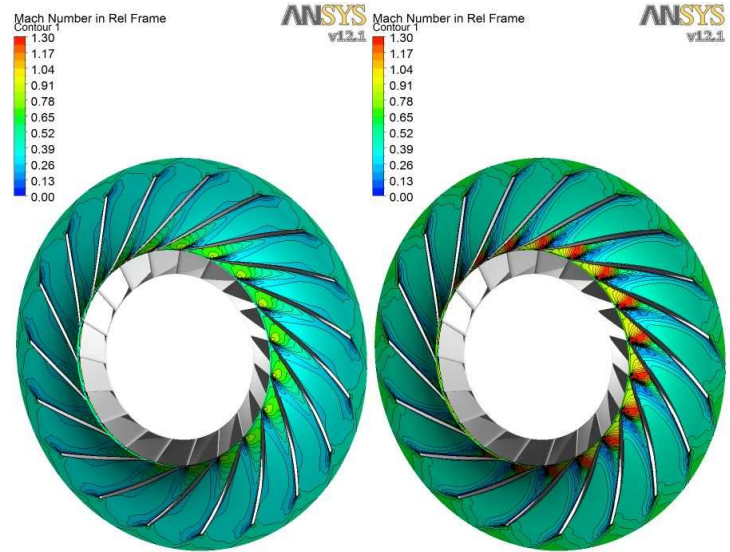 Mach Number in Rel Frame
Contour 1
1.30
1.17
1.04
0.91
0.78
0.65
0.52
0.39
0.26
0.13
0.00
ANSYS
v12.1
Mach Number in Rel Frame
Contour 1
1.30
1.17
1.04
0.91
0.78
0.65
0.52
0.39
0.26
0.13
0.00
ANSYS
v12.1